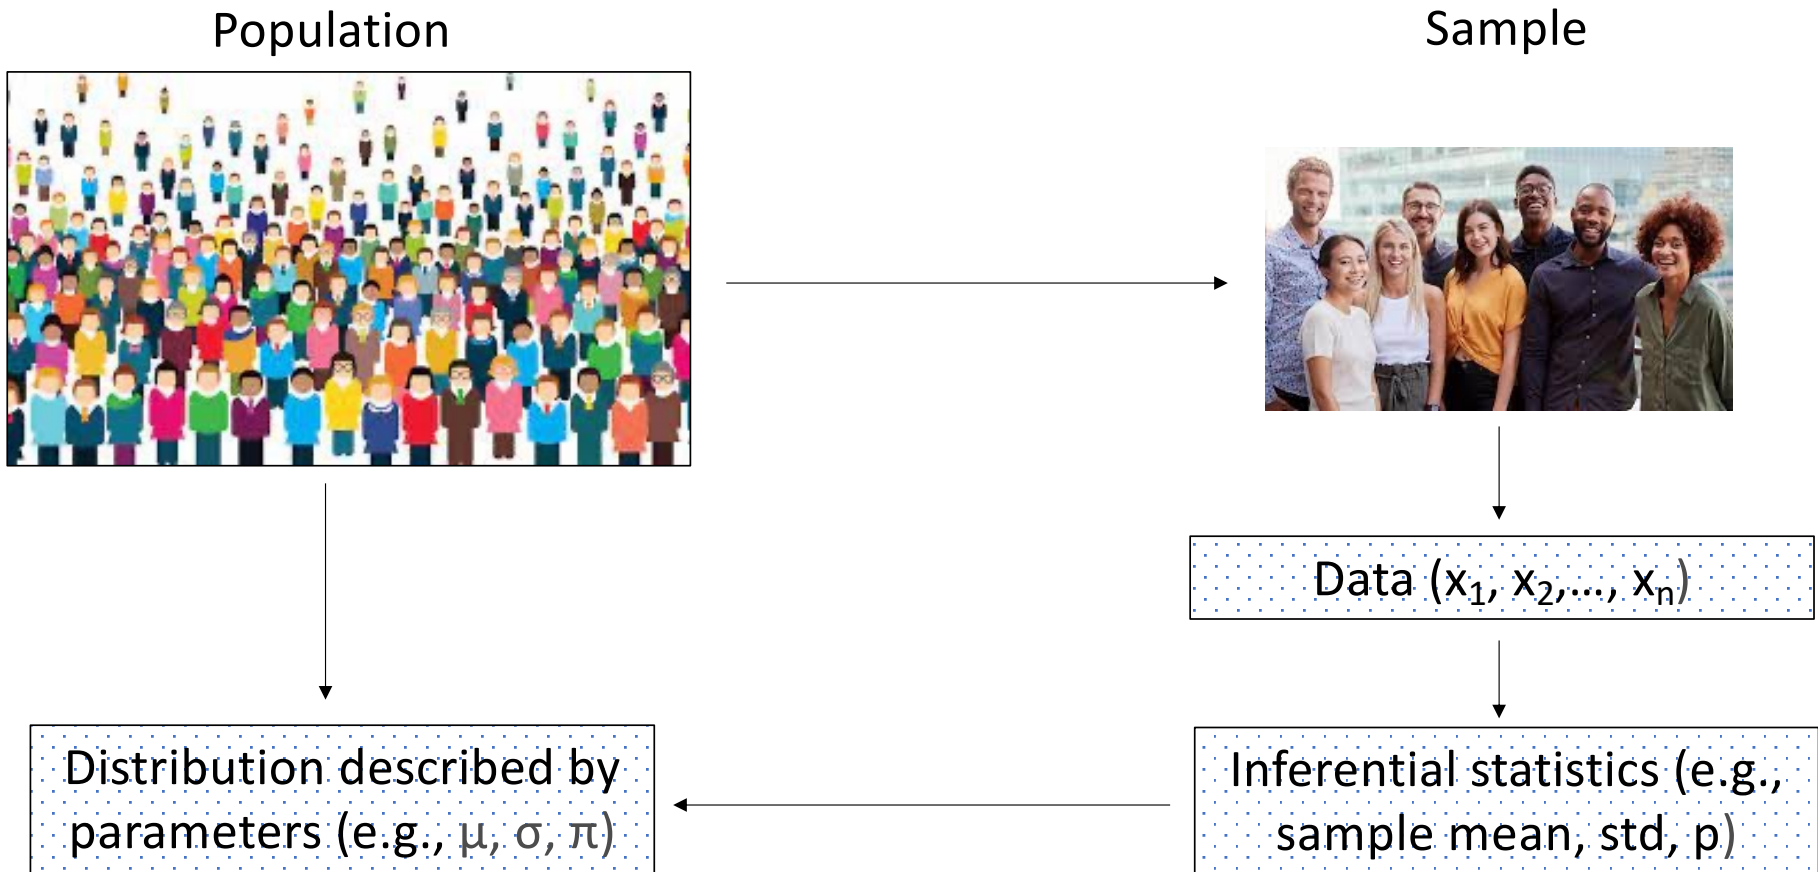 Population
Sample
Data (x₁, x₂,..., xₙ)
Distribution described by
parameters (e.g., μ, σ, π)
Inferential statistics (e.g.,
sample mean, std, p)